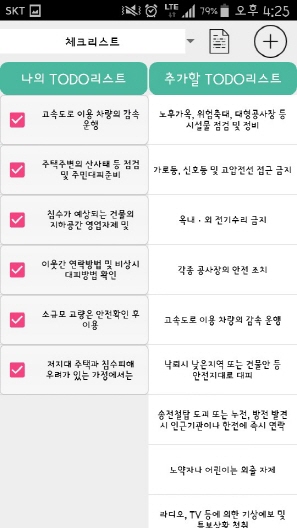 SKT LTE 79% 오후 4:25
체크리스트
나의 TODO리스트
고속도로 이용 차량의 감속
운행
주택주변의 산사태 등 점검
및 주민대피준비
침수가 예상되는 건물의
지하공간 영업자제 및
이웃간 연락방법 및 비상시
대피방법 확인
소규모 교량은 안전확인 후
이용
저지대 주택과 침수피해
우려가 있는 가정에서는
추가할 TODO리스트
노후가옥, 위험축대, 대형공사장 등
시설물 점검 및 정비
가로등, 신호등 및 고압전선 접근 금지
옥내·외 전기수리 금지
각종 공사장의 안전 조치
고속도로 이용 차량의 감속 운행
낙뢰시 낮은지역 또는 건물안 등
안전지대로 대피
송전철탑 도괴 또는 누전, 방전 발견
시 인근기관이나 한전에 즉시 연락
노약자나 어린이는 외출 자제
라디오, TV 등에 의한 기상예보 및
특보상황 청취